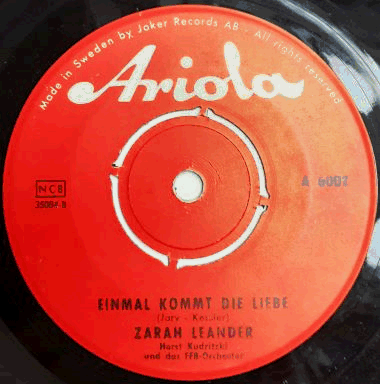 Made in Sweden by Joker Records AB - All rights reserved
Ariola
NCB
A 6002
35084-B
EINMAL KOMMT DIE LIEBE
(Jary - Kessler)
ZARAH LEANDER
Horst Kudritzki
und das FFB-Orchester